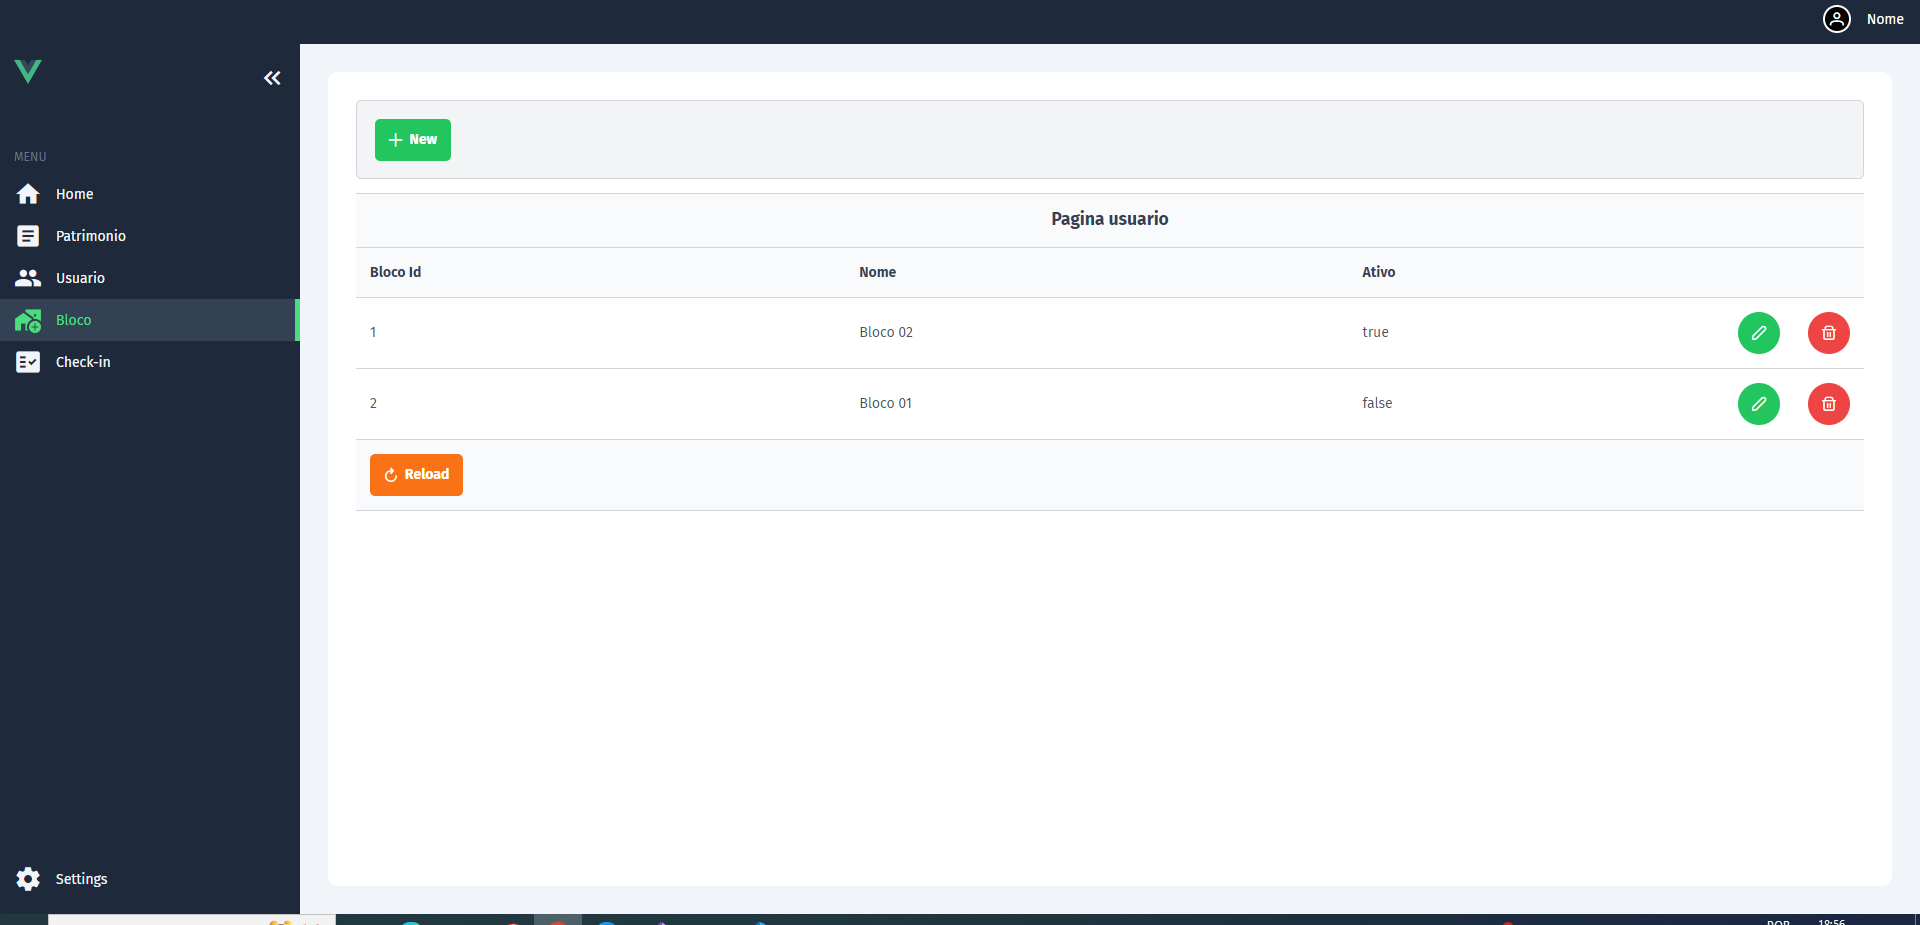 Nome
MENU
Home
Patrimonio
Usuario
Bloco
Check-in
Settings
New
Pagina usuario
Bloco Id Nome Ativo
1 Bloco 02 true
2 Bloco 01 false
Reload